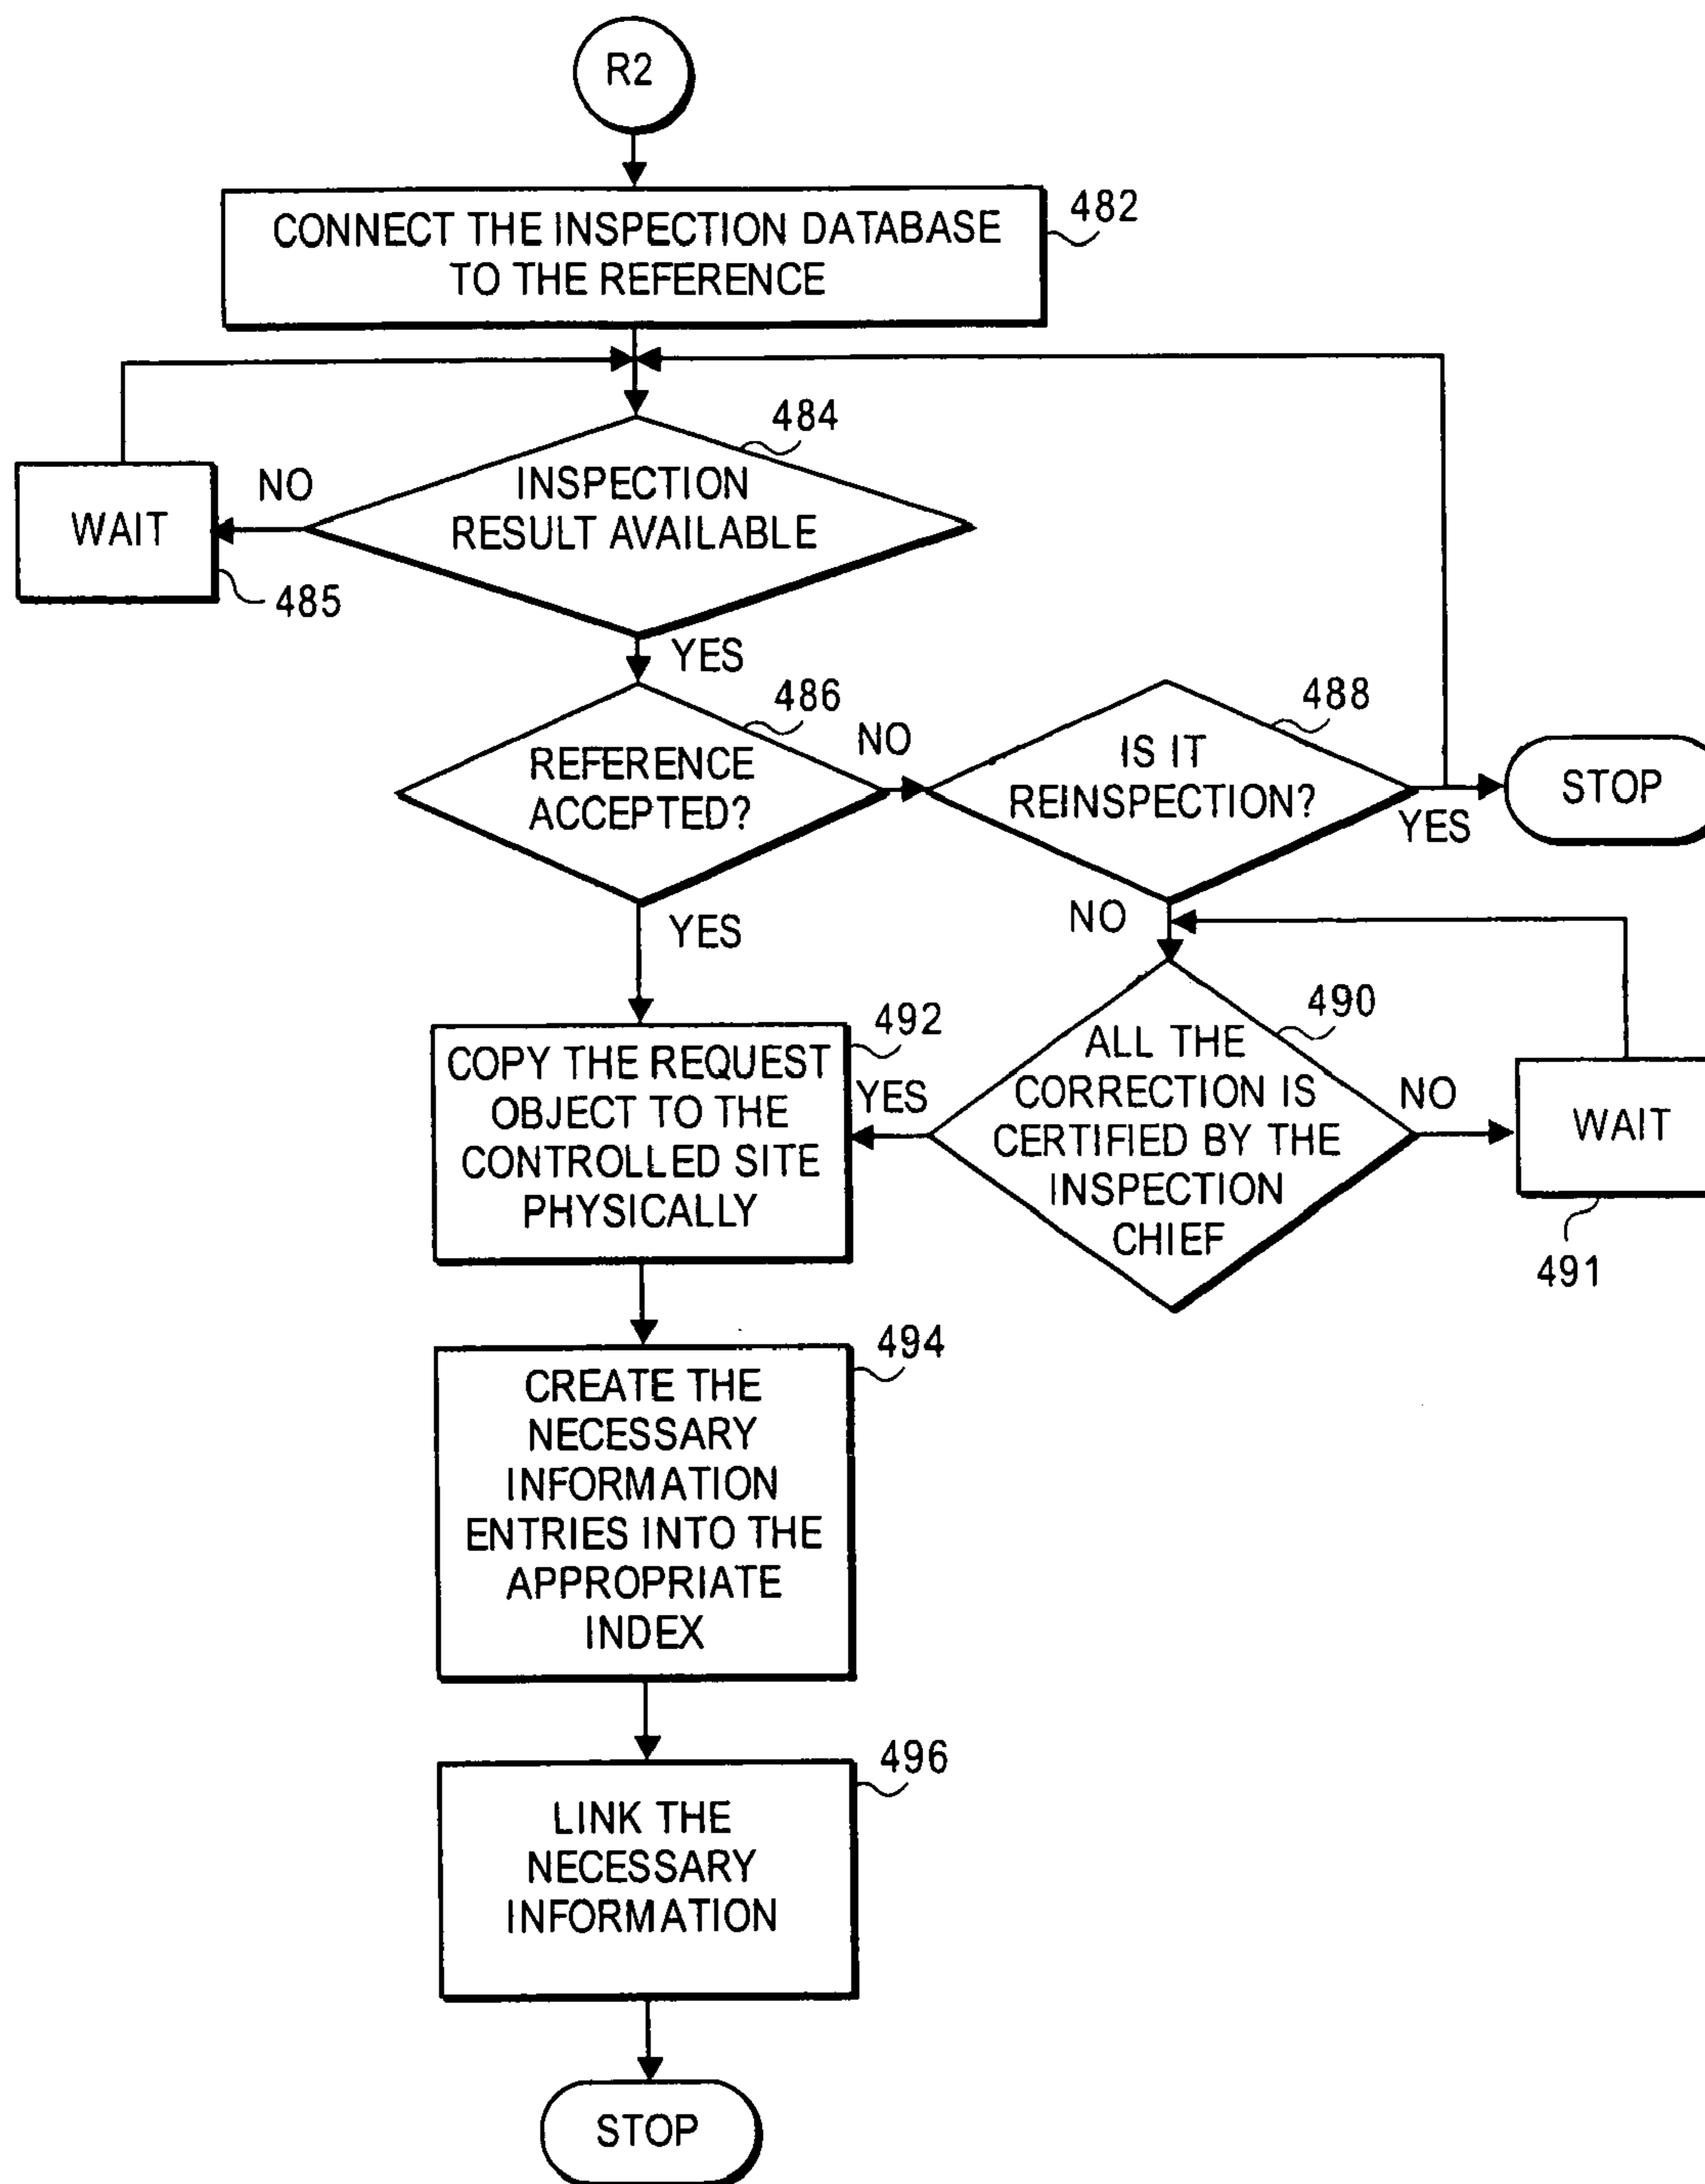 R2
CONNECT THE INSPECTION DATABASE
TO THE REFERENCE
482
484
INSPECTION
RESULT AVAILABLE
NO
WAIT
485
YES
486
REFERENCE
ACCEPTED?
NO
488
IS IT
REINSPECTION?
YES
STOP
YES
NO
490
ALL THE
CORRECTION IS
CERTIFIED BY THE
INSPECTION
CHIEF
NO
WAIT
491
YES
492
COPY THE REQUEST
OBJECT TO THE
CONTROLLED SITE
PHYSICALLY
494
CREATE THE
NECESSARY
INFORMATION
ENTRIES INTO THE
APPROPRIATE
INDEX
496
LINK THE
NECESSARY
INFORMATION
STOP